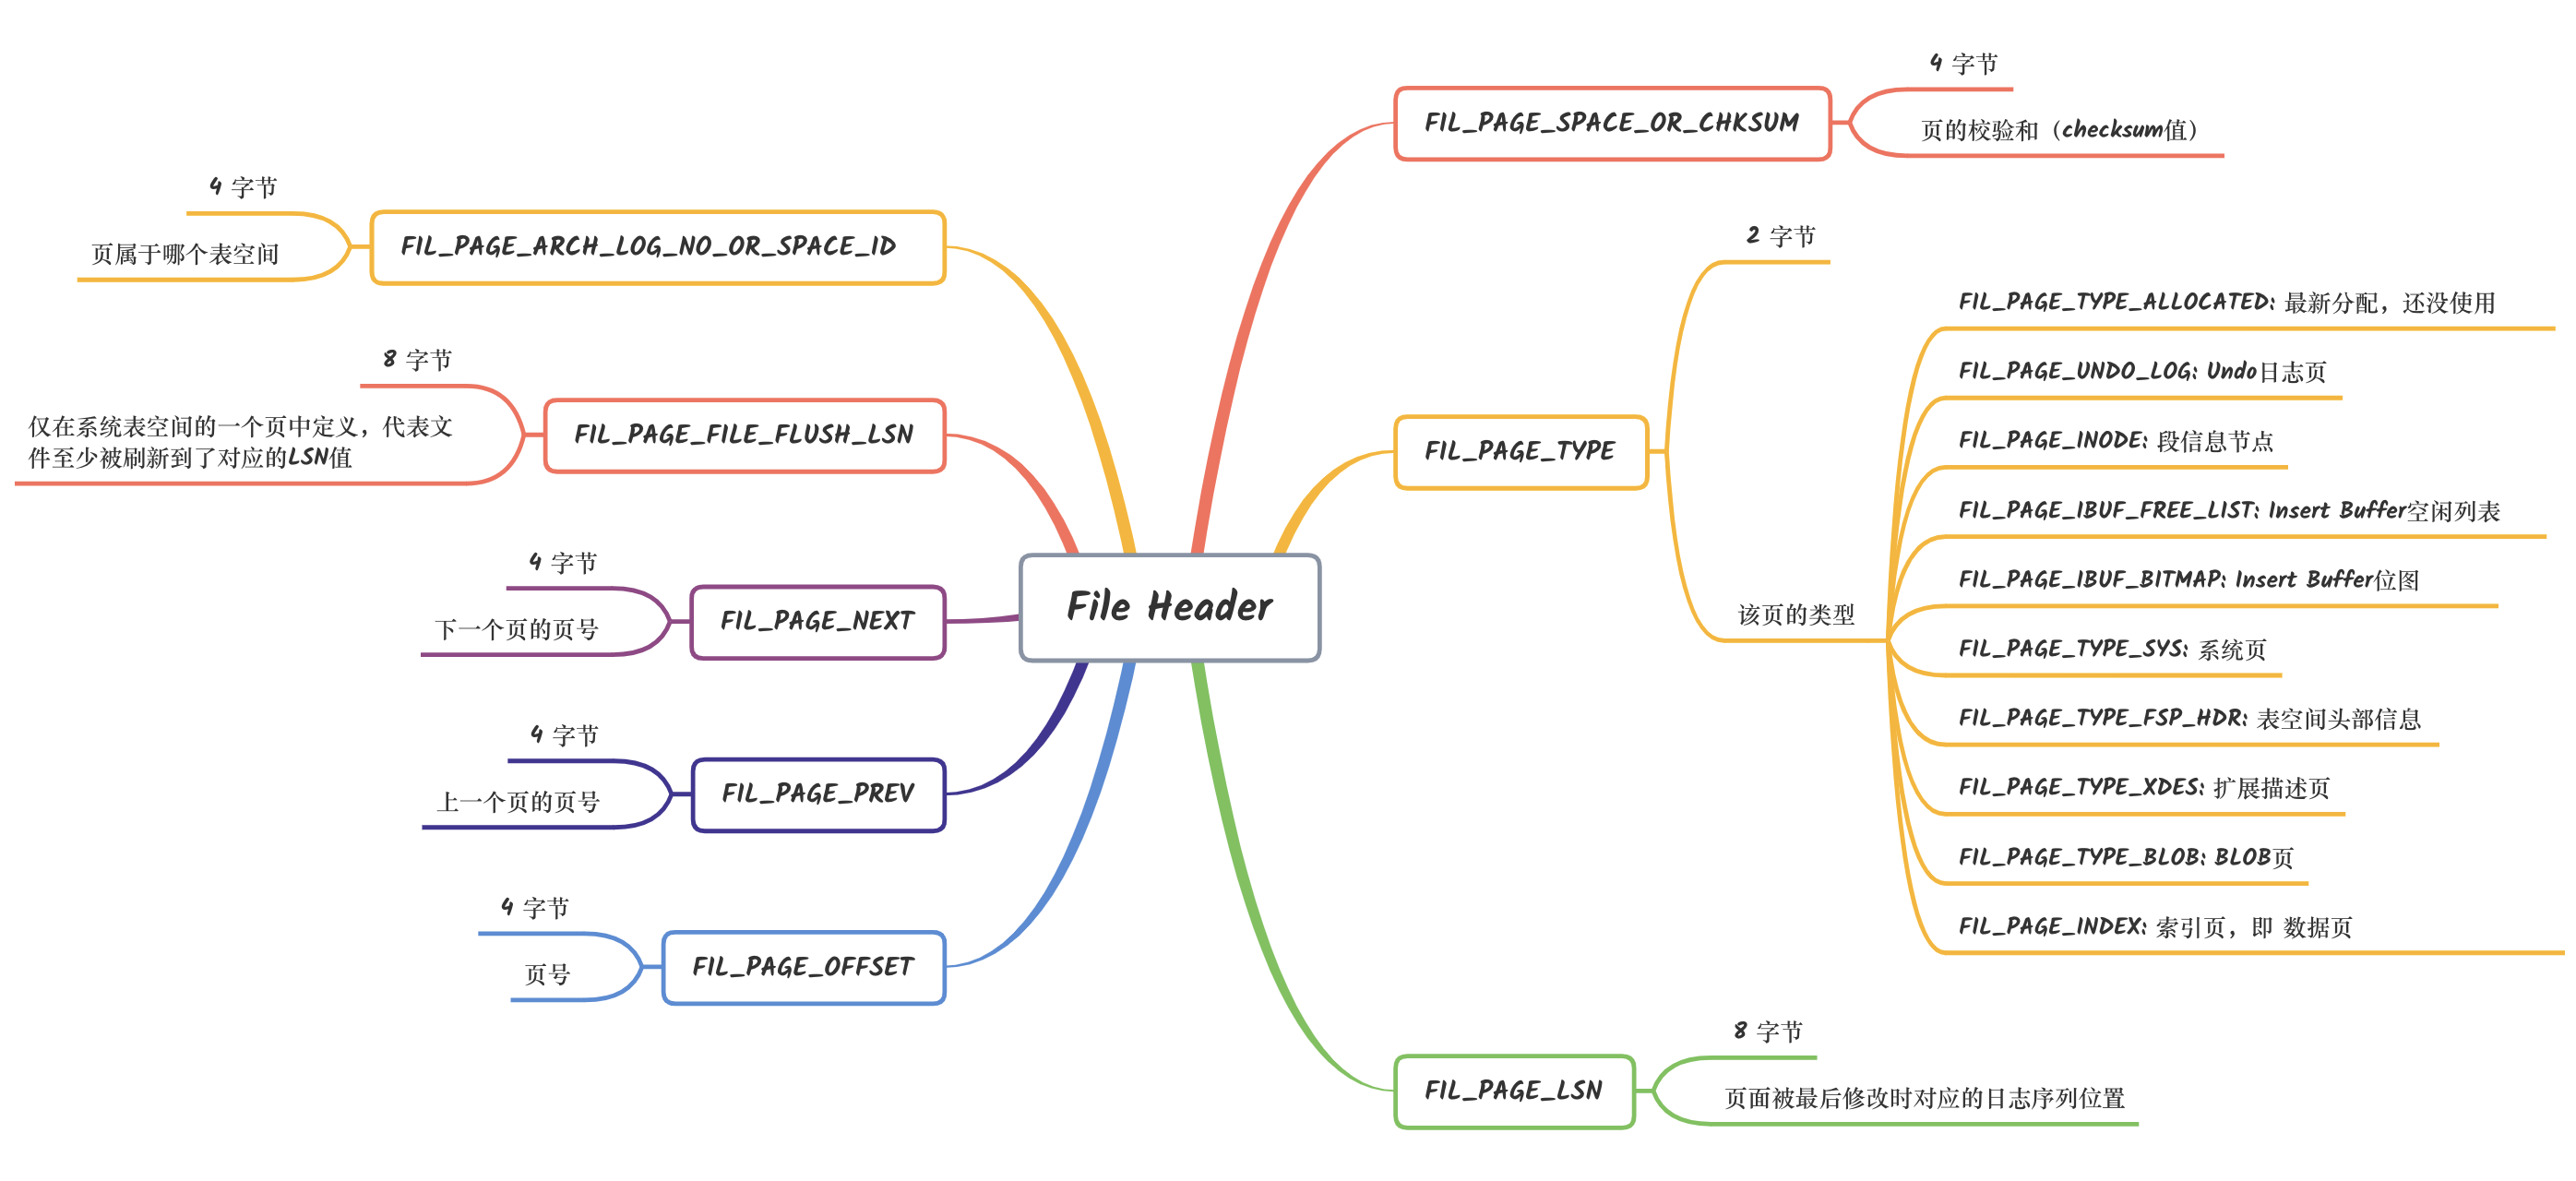 File Header
FIL_PAGE_SPACE_OR_CHKSUM
4 字节
页的校验和（checksum值）
FIL_PAGE_TYPE
2 字节
该页的类型
FIL_PAGE_TYPE_ALLOCATED: 最新分配，还没使用
FIL_PAGE_UNDO_LOG: Undo日志页
FIL_PAGE_INODE: 段信息节点
FIL_PAGE_IBUF_FREE_LIST: Insert Buffer空闲列表
FIL_PAGE_IBUF_BITMAP: Insert Buffer位图
FIL_PAGE_TYPE_SYS: 系统页
FIL_PAGE_TYPE_FSP_HDR: 表空间头部信息
FIL_PAGE_TYPE_XDES: 扩展描述页
FIL_PAGE_TYPE_BLOB: BLOB页
FIL_PAGE_INDEX: 索引页，即 数据页
FIL_PAGE_LSN
8 字节
页面被最后修改时对应的日志序列位置
FIL_PAGE_ARCH_LOG_NO_OR_SPACE_ID
4 字节
页属于哪个表空间
FIL_PAGE_FILE_FLUSH_LSN
8 字节
仅在系统表空间的一个页中定义，代表文
件至少被刷新到了对应的LSN值
FIL_PAGE_NEXT
4 字节
下一个页的页号
FIL_PAGE_PREV
4 字节
上一个页的页号
FIL_PAGE_OFFSET
4 字节
页号